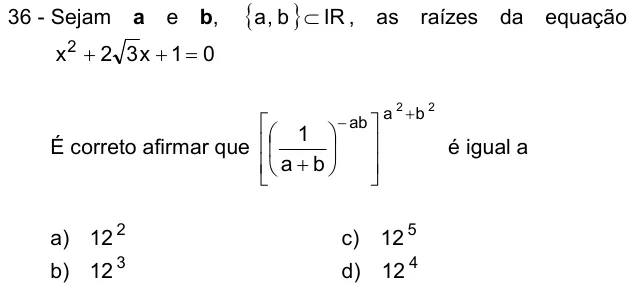 36 - Sejam a e b, {a, b} ⊂ IR, as raízes da equação
x² + 2√3x + 1 = 0
É correto afirmar que [(1/(a + b))^(-ab)]^(a² + b²) é igual a
a) 12²
c) 12⁵
b) 12³
d) 12⁴